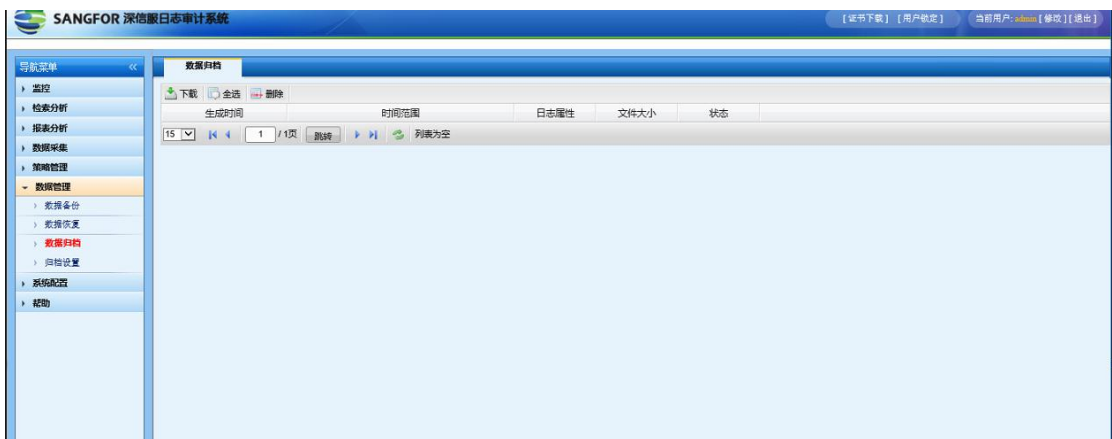 SANGFOR 深信服日志审计系统
[证书下载] [用户锁定] 当前用户:admin[修改][退出]
导航菜单 «
数据归档
监控
检索分析
报表分析
数据采集
策略管理
数据管理
数据备份
数据恢复
数据归档
归档设置
系统配置
帮助
下载 全选 删除
生成时间 时间范围 日志属性 文件大小 状态
15 1 /1页 跳转 列表为空